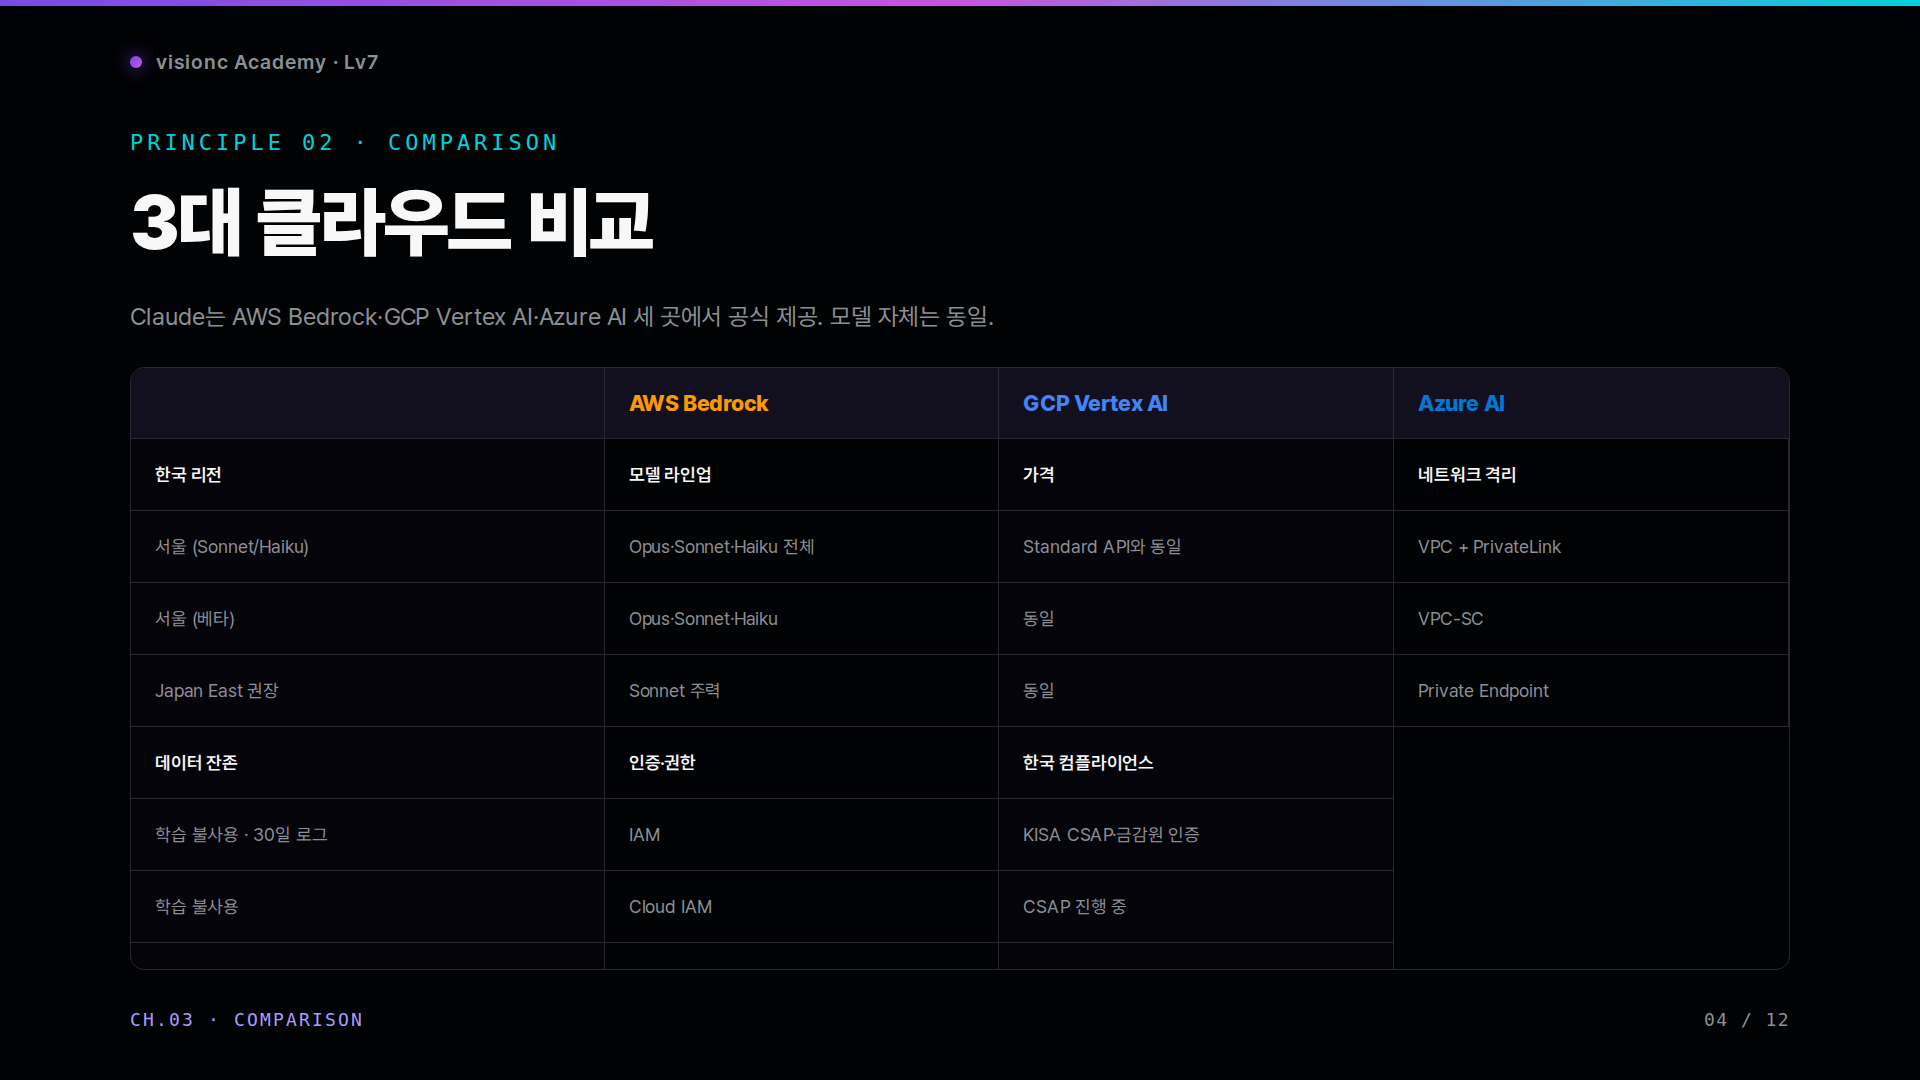 visionc Academy · Lv7
PRINCIPLE 02 · COMPARISON
3대 클라우드 비교
Claude는 AWS Bedrock·GCP Vertex AI·Azure AI 세 곳에서 공식 제공. 모델 자체는 동일.
AWS Bedrock GCP Vertex AI Azure AI
한국 리전 모델 라인업 가격 네트워크 격리
서울 (Sonnet/Haiku) Opus·Sonnet·Haiku 전체 Standard API와 동일 VPC + PrivateLink
서울 (베타) Opus·Sonnet·Haiku 동일 VPC-SC
Japan East 권장 Sonnet 주력 동일 Private Endpoint
데이터 잔존 인증·권한 한국 컴플라이언스
학습 불사용 · 30일 로그 IAM KISA CSAP·금감원 인증
학습 불사용 Cloud IAM CSAP 진행 중
CH.03 · COMPARISON
04 / 12